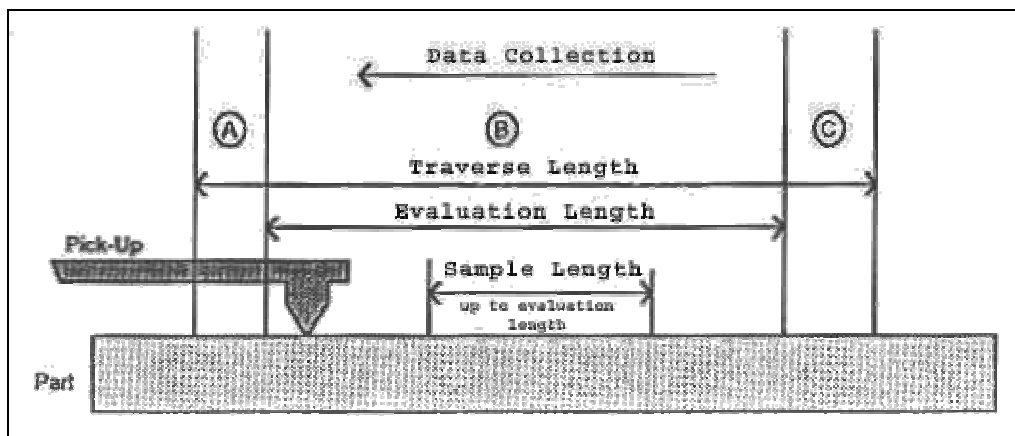 Data Collection
A
B
C
Traverse Length
Evaluation Length
Pick-Up
Sample Length
up to evaluation
length
Part